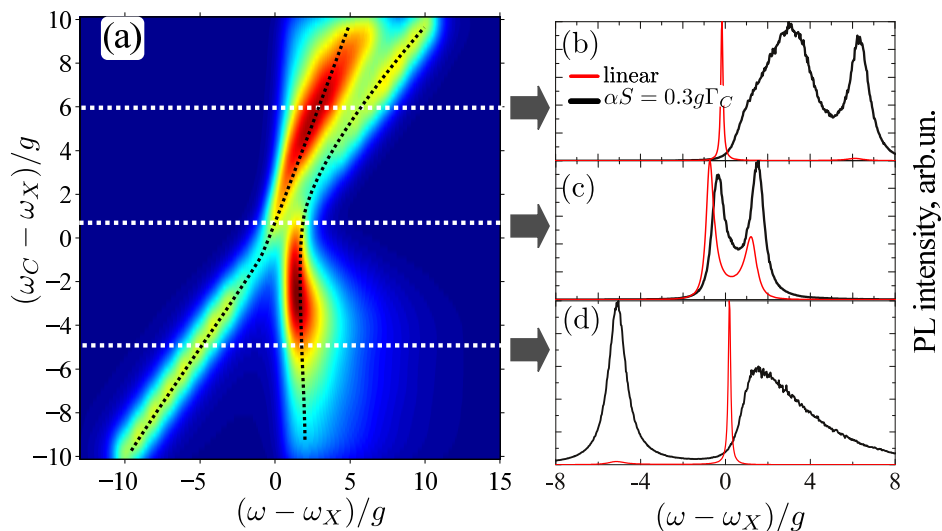 (a)
(ω_C − ω_X)/g
10
8
6
4
2
0
−2
−4
−6
−8
−10
−10
−5
0
5
10
15
(ω − ω_X)/g
(b)
linear
αS = 0.3gΓ_C
(c)
(d)
-8
-4
0
4
8
(ω − ω_X)/g
PL intensity, arb.un.